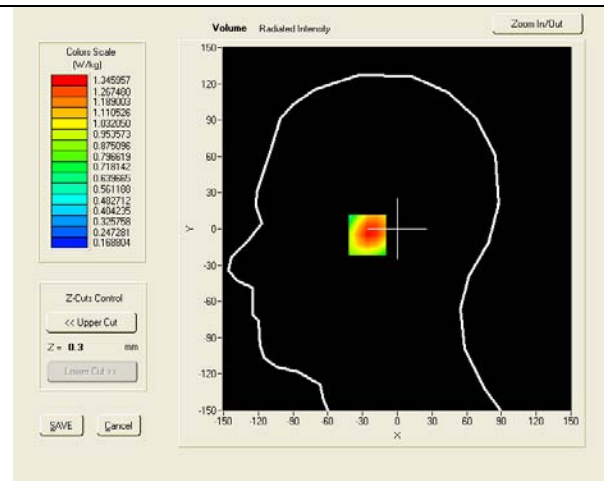 Volume Radiated Intensity
Zoom In/Out
Colors Scale
(W/kg)
1.345957
1.267480
1.189003
1.110526
1.032050
0.953573
0.875096
0.796619
0.718142
0.639665
0.561188
0.482712
0.404235
0.325758
0.247281
0.168804
150
120
90
60
30
0
-30
-60
-90
-120
-150
Y
-150 -120 -90 -60 -30 0 30 60 90 120 150
X
Z-Cuts Control
<< Upper Cut
Z = 0.3 mm
Lower Cut >>
SAVE Cancel